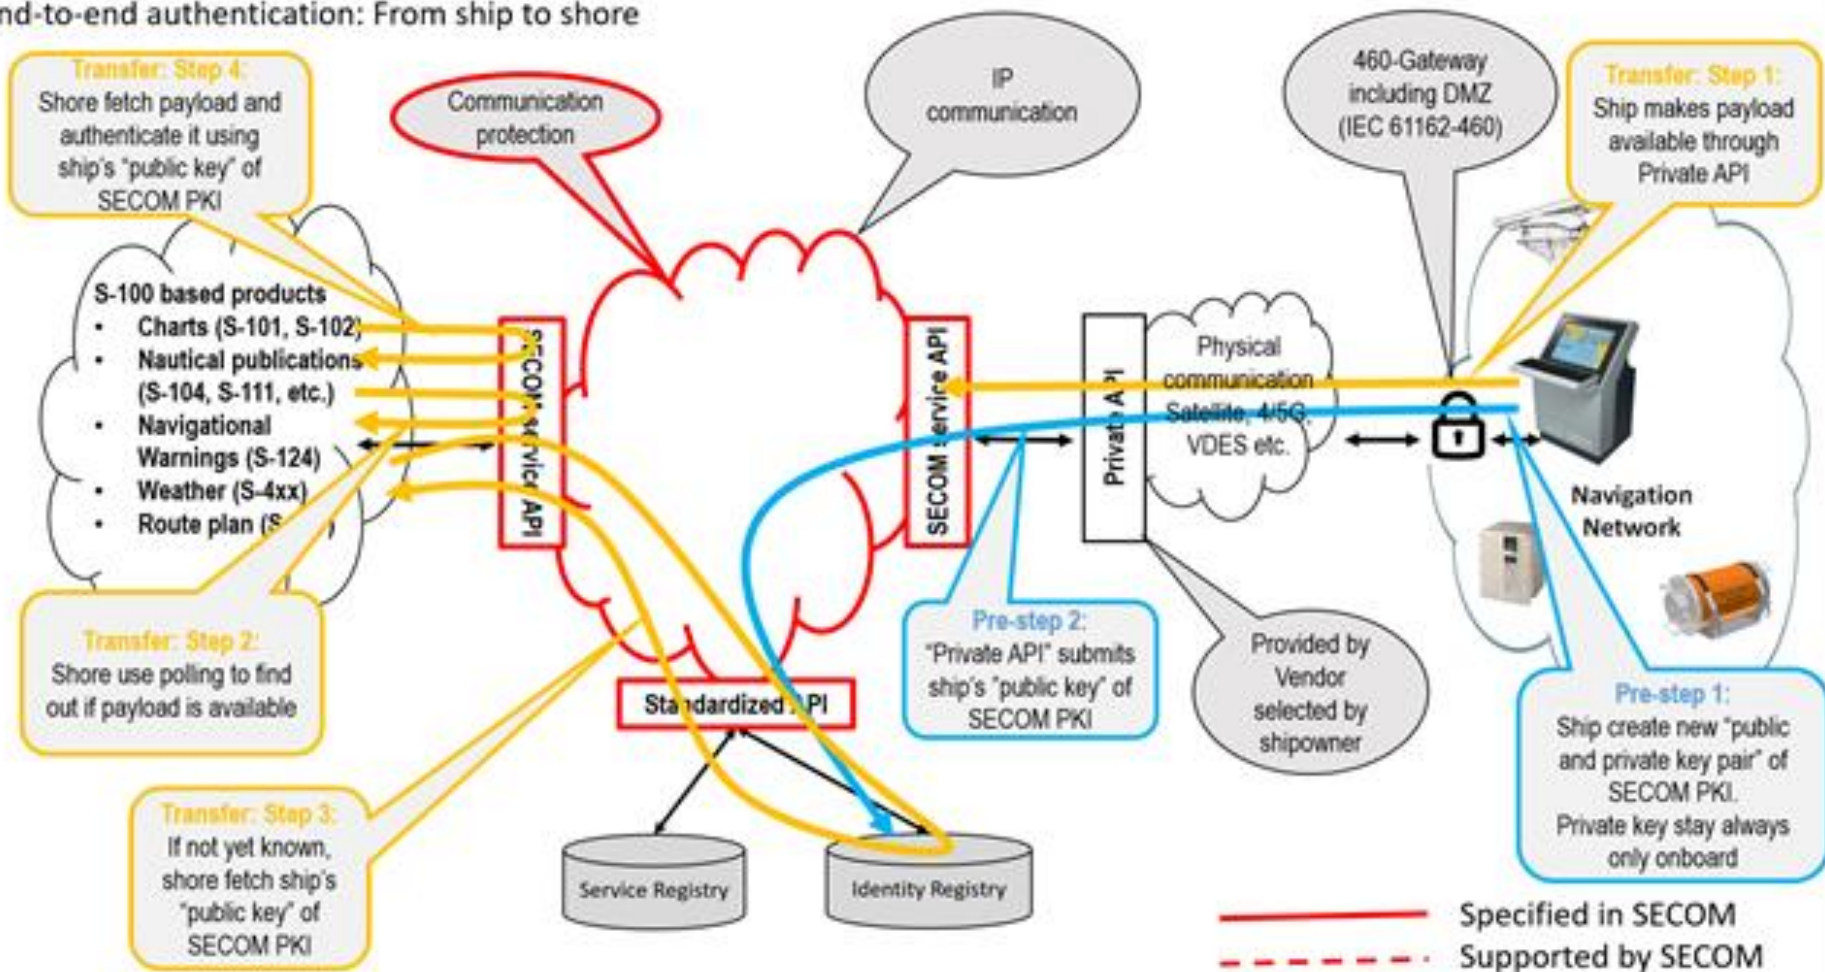 nd-to-end authentication: From ship to shore
Transfer: Step 4:
Shore fetch payload and
authenticate it using
ship's "public key" of
SECOM PKI
Communication
protection
IP
communication
460-Gateway
including DMZ
(IEC 61162-460)
Transfer: Step 1:
Ship makes payload
available through
Private API
S-100 based products
• Charts (S-101, S-102)
• Nautical publications
(S-104, S-111, etc.)
• Navigational
Warnings (S-124)
• Weather (S-4xx)
• Route plan (S
SECOM service API
SECOM service API
Private API
Physical
communication
Satellite, 4/5G,
VDES etc.
Navigation
Network
Transfer: Step 2:
Shore use polling to find
out if payload is available
Standardized API
Pre-step 2:
"Private API" submits
ship's "public key" of
SECOM PKI
Provided by
Vendor
selected by
shipowner
Pre-step 1:
Ship create new "public
and private key pair" of
SECOM PKI.
Private key stay always
only onboard
Transfer: Step 3:
If not yet known,
shore fetch ship's
"public key" of
SECOM PKI
Service Registry
Identity Registry
Specified in SECOM
Supported by SECOM